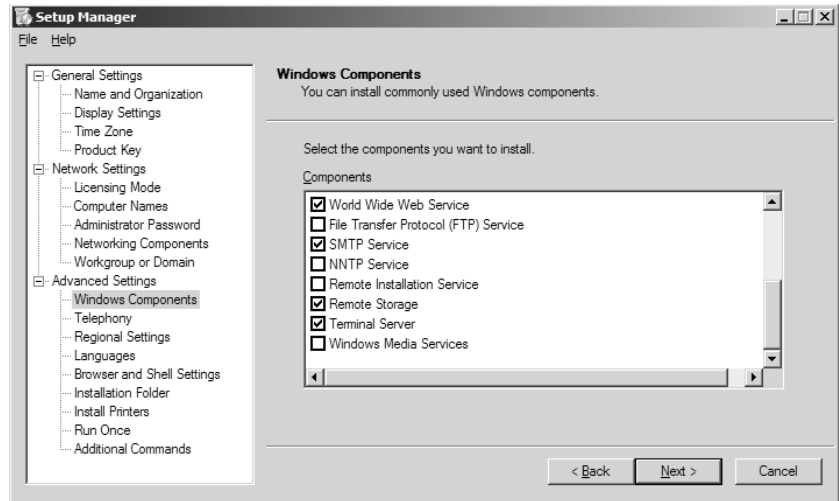 Setup Manager
File Help
General Settings
Name and Organization
Display Settings
Time Zone
Product Key
Network Settings
Licensing Mode
Computer Names
Administrator Password
Networking Components
Workgroup or Domain
Advanced Settings
Windows Components
Telephony
Regional Settings
Languages
Browser and Shell Settings
Installation Folder
Install Printers
Run Once
Additional Commands
Windows Components
You can install commonly used Windows components.
Select the components you want to install.
Components
World Wide Web Service
File Transfer Protocol (FTP) Service
SMTP Service
NNTP Service
Remote Installation Service
Remote Storage
Terminal Server
Windows Media Services
< Back Next > Cancel